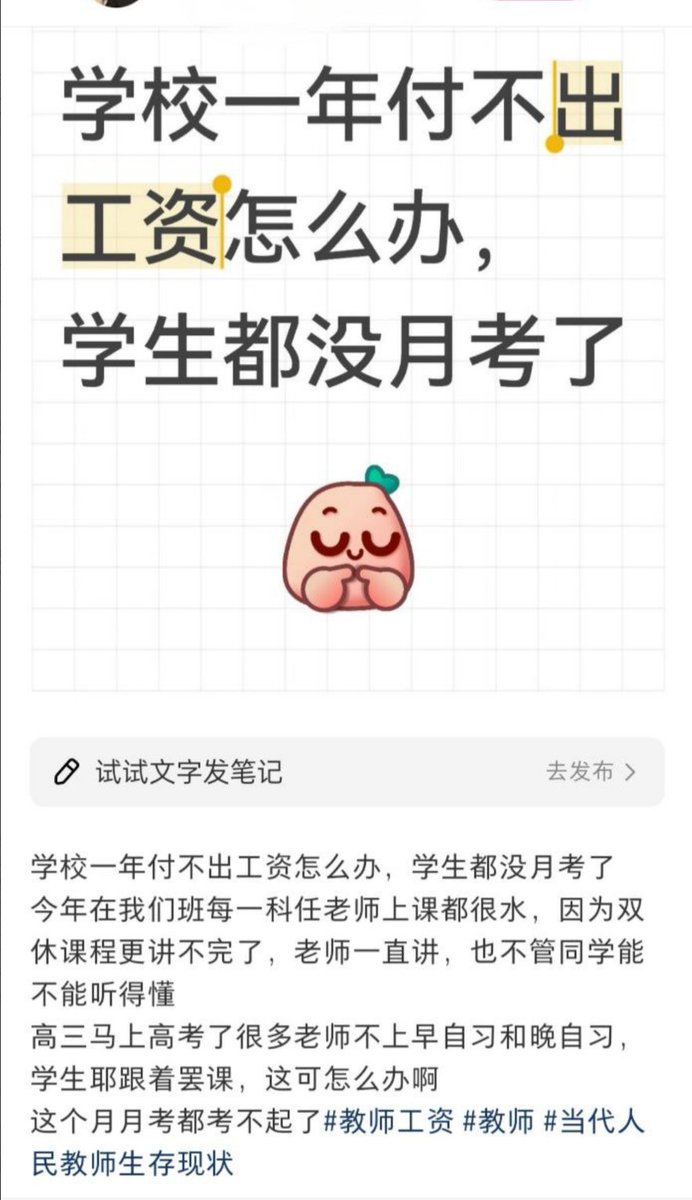 学校一年付不出
工资怎么办，
学生都没月考了
试试文字发笔记
去发布
学校一年付不出工资怎么办，学生都没月考了
今年在我们班每一科任老师上课都很水，因为双
休课程更讲不完了，老师一直讲，也不管同学能
不能听得懂
高三马上高考了很多老师不上早自习和晚自习，
学生耶跟着罢课，这可怎么办啊
这个月月考都考不起了#教师工资 #教师 #当代人
民教师生存现状